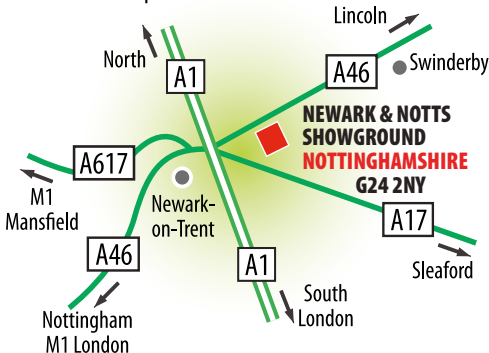 Lincoln
North
A1
A46
Swinderby
NEWARK & NOTTS
SHOWGROUND
NOTTINGHAMSHIRE
G24 2NY
A617
M1
Mansfield
Newark-
on-Trent
A17
A46
A1
Sleaford
South
London
Nottingham
M1 London